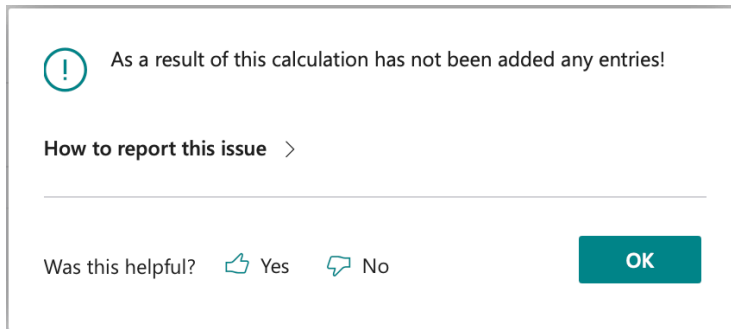 As a result of this calculation has not been added any entries!
How to report this issue
Was this helpful? Yes No
OK